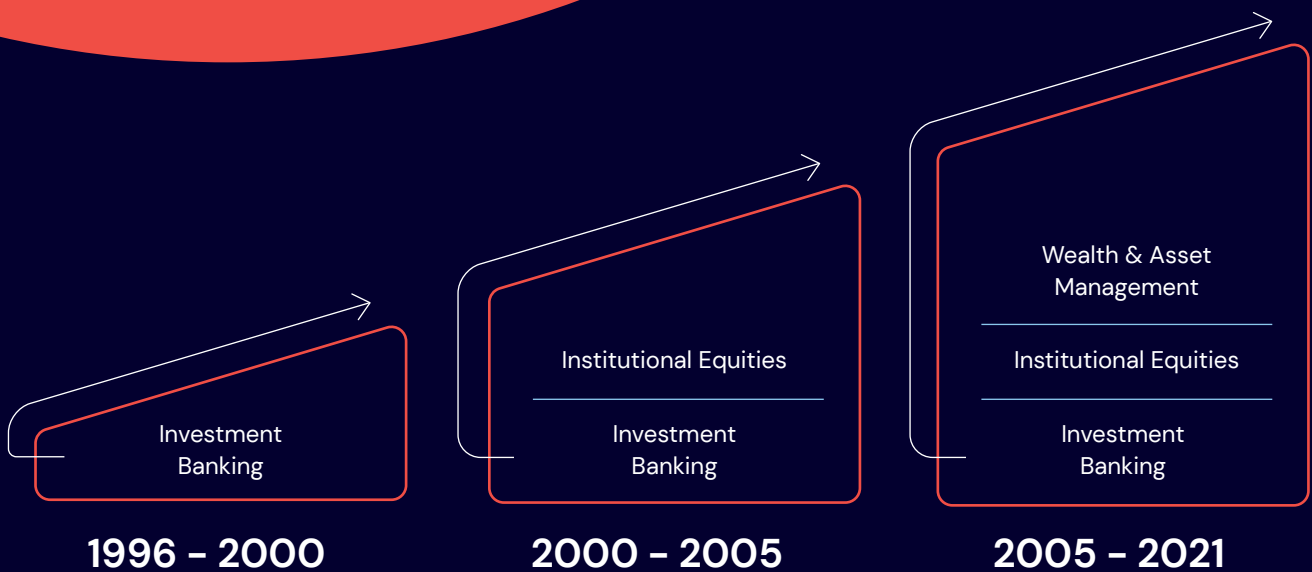 Investment
Banking
1996 – 2000
Institutional Equities
Investment
Banking
2000 – 2005
Wealth & Asset
Management
Institutional Equities
Investment
Banking
2005 – 2021